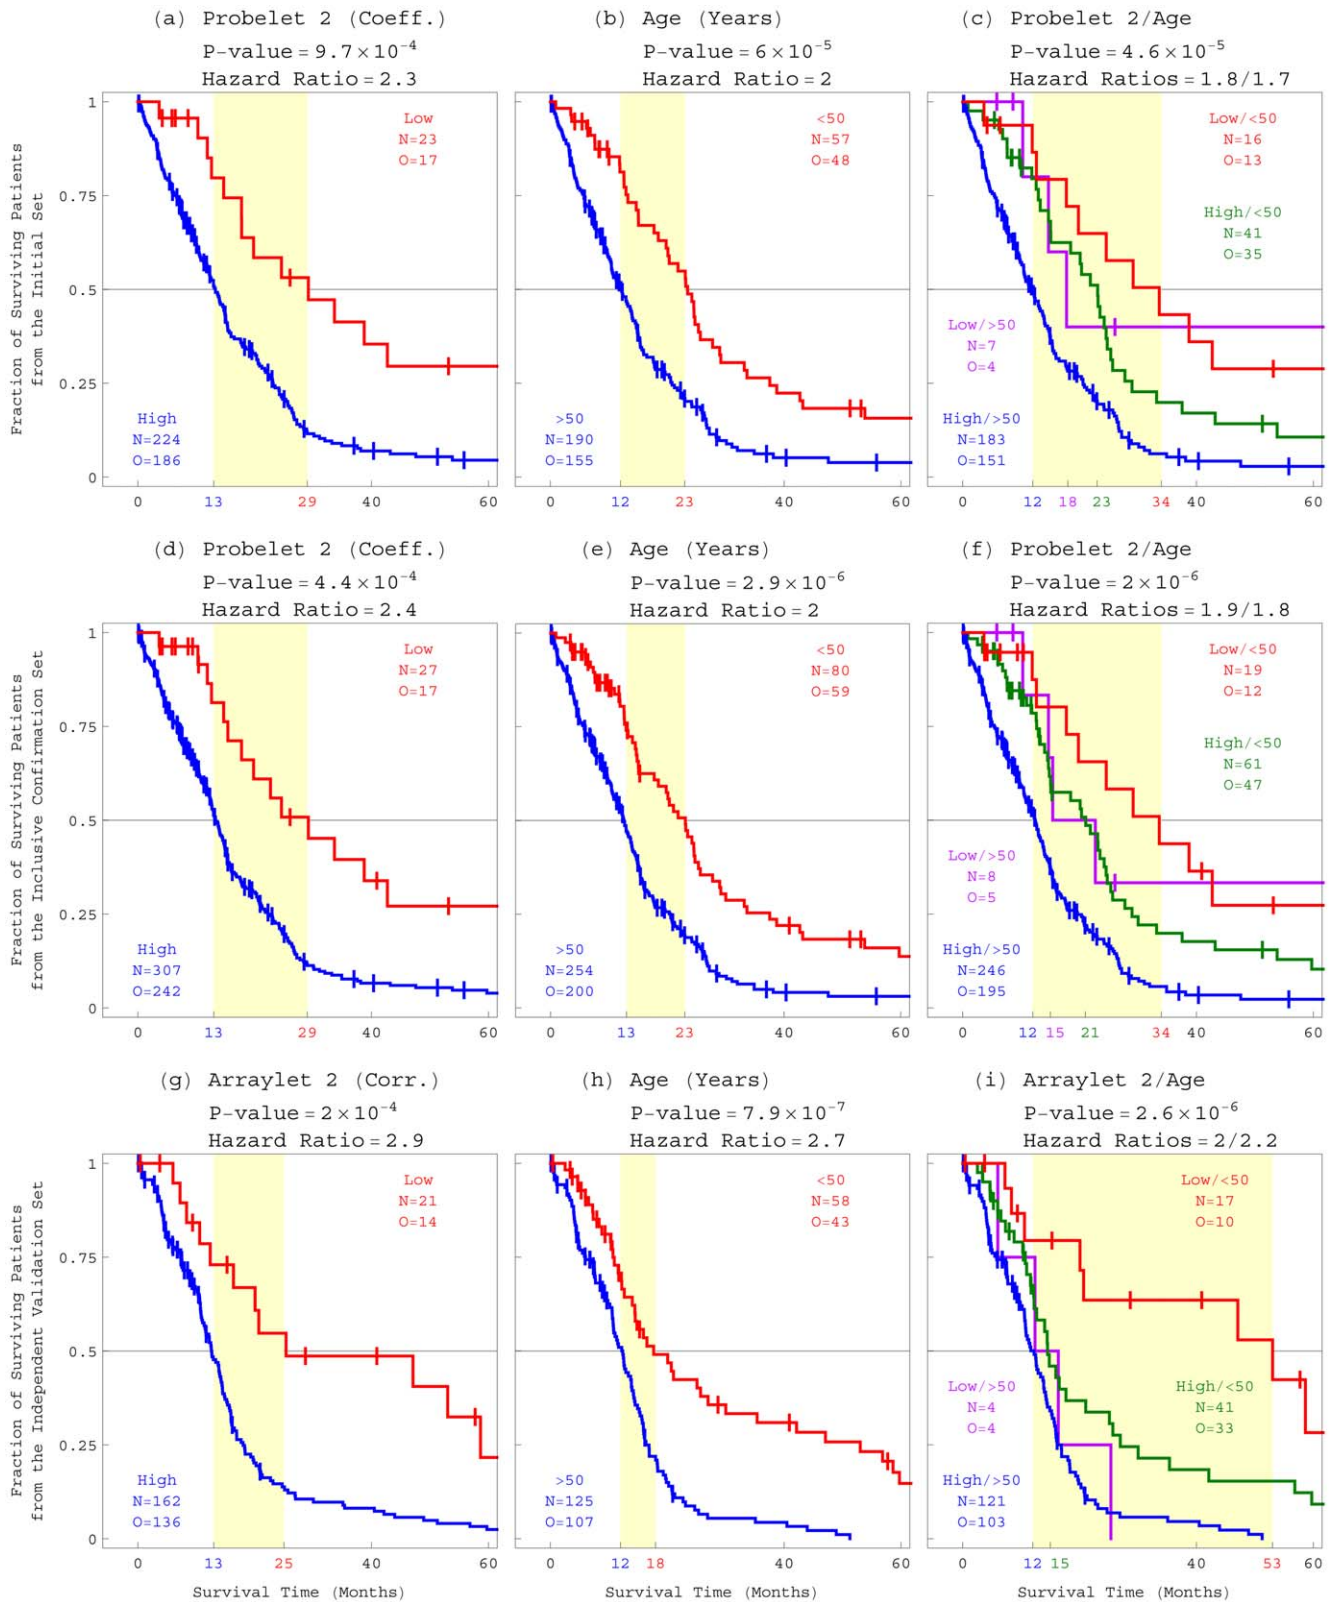 (a) Probelet 2 (Coeff.)
P-value = 9.7×10⁻⁴
Hazard Ratio = 2.3
Fraction of Surviving Patients
from the Initial Set
1
0.75
0.5
0.25
0
Low
N=23
O=17
High
N=224
O=186
0 13 29 40 60
(b) Age (Years)
P-value = 6×10⁻⁵
Hazard Ratio = 2
<50
N=57
O=48
>50
N=190
O=155
0 12 23 40 60
(c) Probelet 2/Age
P-value = 4.6×10⁻⁵
Hazard Ratios = 1.8/1.7
Low/<50
N=16
O=13
High/<50
N=41
O=35
Low/>50
N=7
O=4
High/>50
N=183
O=151
0 12 18 23 34 40 60
(d) Probelet 2 (Coeff.)
P-value = 4.4×10⁻⁴
Hazard Ratio = 2.4
Fraction of Surviving Patients
from the Inclusive Confirmation Set
1
0.75
0.5
0.25
0
Low
N=27
O=17
High
N=307
O=242
0 13 29 40 60
(e) Age (Years)
P-value = 2.9×10⁻⁶
Hazard Ratio = 2
<50
N=80
O=59
>50
N=254
O=200
0 13 23 40 60
(f) Probelet 2/Age
P-value = 2×10⁻⁶
Hazard Ratios = 1.9/1.8
Low/<50
N=19
O=12
High/<50
N=61
O=47
Low/>50
N=8
O=5
High/>50
N=246
O=195
0 12 15 21 34 40 60
(g) Arraylet 2 (Corr.)
P-value = 2×10⁻⁴
Hazard Ratio = 2.9
Fraction of Surviving Patients
from the Independent Validation Set
1
0.75
0.5
0.25
0
Low
N=21
O=14
High
N=162
O=136
0 13 25 40 60
Survival Time (Months)
(h) Age (Years)
P-value = 7.9×10⁻⁷
Hazard Ratio = 2.7
<50
N=58
O=43
>50
N=125
O=107
0 12 18 40 60
Survival Time (Months)
(i) Arraylet 2/Age
P-value = 2.6×10⁻⁶
Hazard Ratios = 2/2.2
Low/<50
N=17
O=10
Low/>50
N=4
O=4
High/<50
N=41
O=33
High/>50
N=121
O=103
0 12 15 40 53 60
Survival Time (Months)